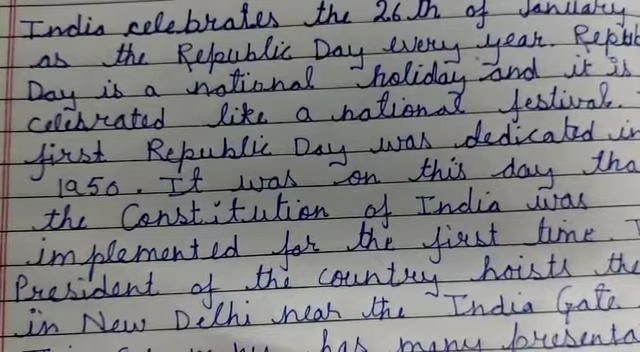 India celebrates the 26th of January
as the Republic Day every year. Repub
Day is a national holiday and it is
celebrated like a national festival.
first Republic Day was dedicated in
1950. It was on this day tha
the Constitution of India was
implemented for the first time.
President of the country hoists the
in New Delhi near the India Gate
has many presenta